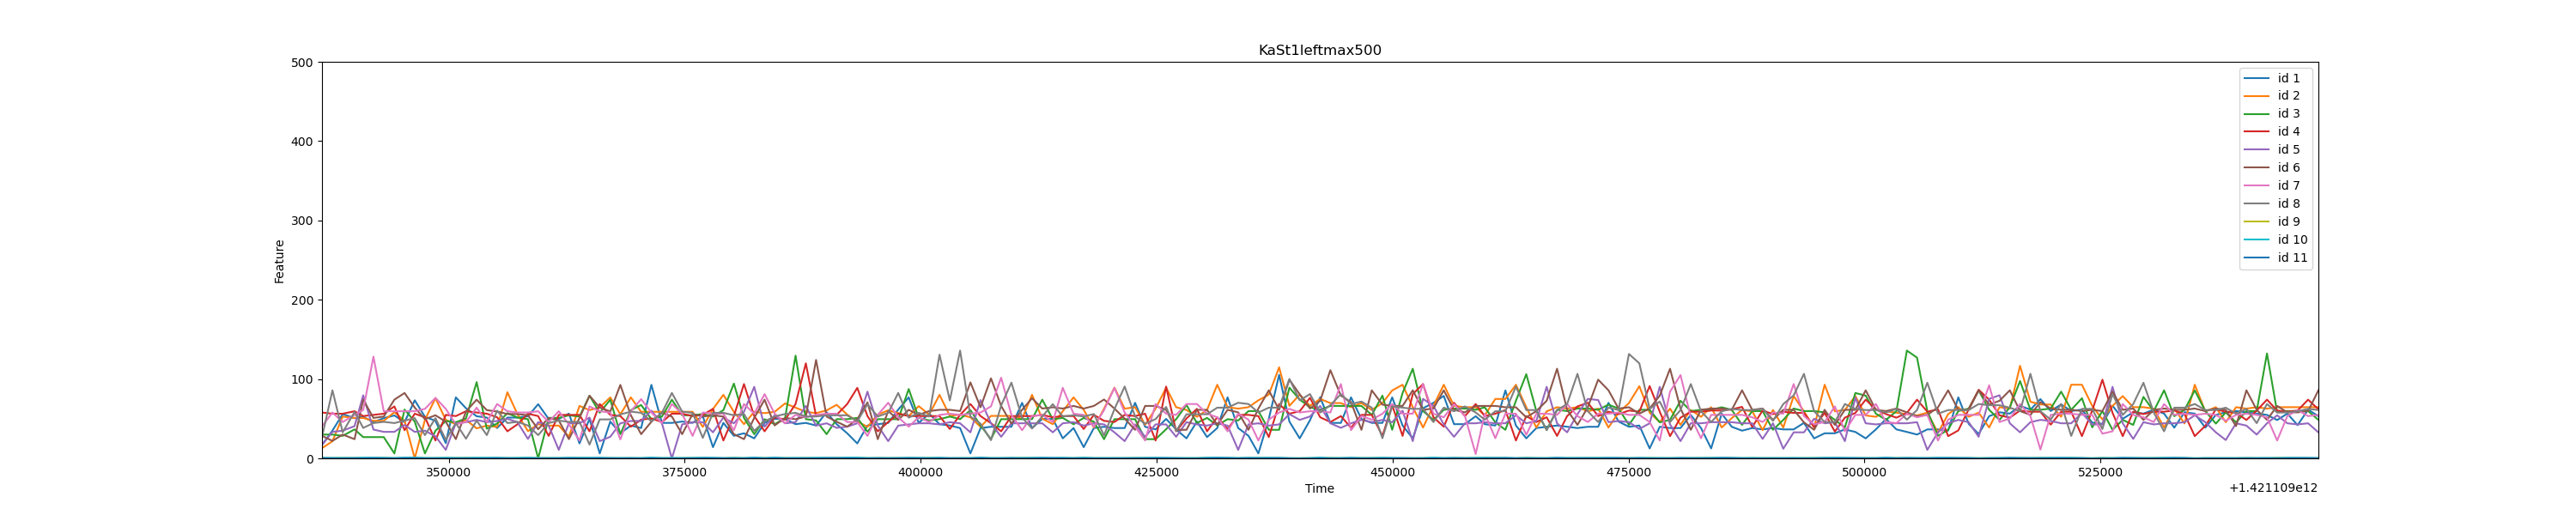 KaSt1leftmax500
500
400
300
200
100
0
Feature
id 1
id 2
id 3
id 4
id 5
id 6
id 7
id 8
id 9
id 10
id 11
350000 375000 400000 425000 450000 475000 500000 525000
Time
+1.421109e12